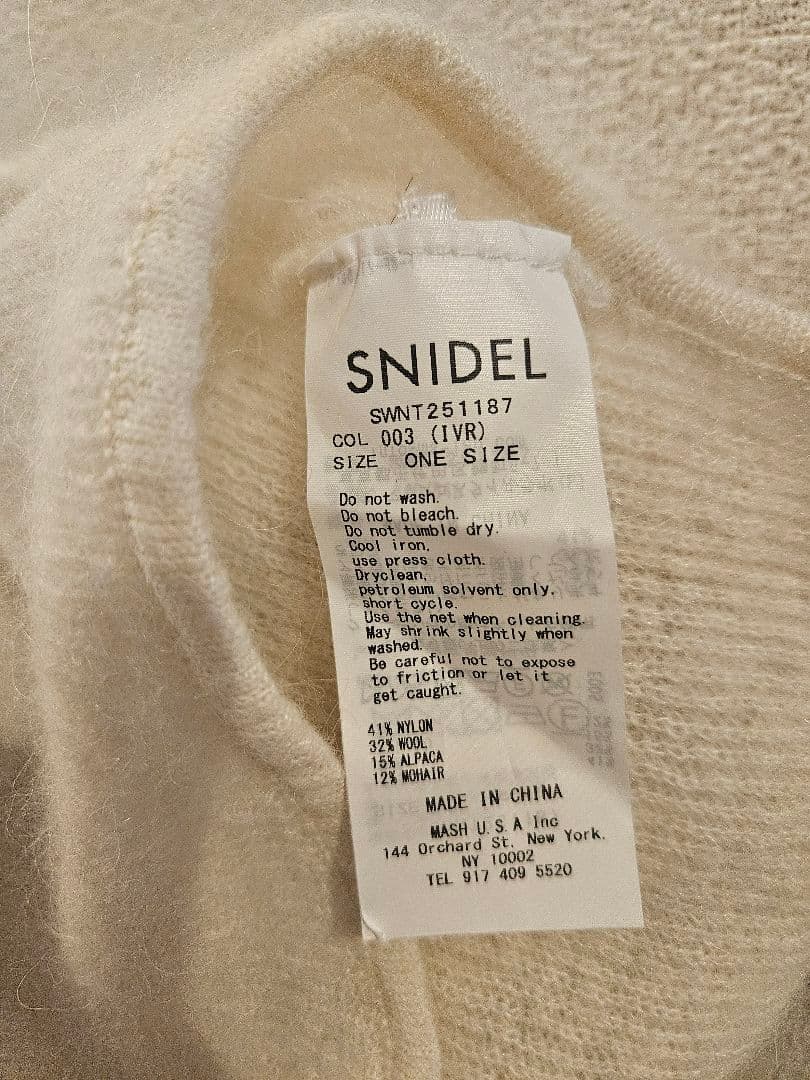 SNIDEL
SWNT251187
COL 003 (IVR)
SIZE ONE SIZE
Do not wash.
Do not bleach.
Do not tumble dry.
Cool iron,
use press cloth.
Dryclean,
petroleum solvent only.
short cycle.
Use the net when cleaning.
May shrink slightly when
washed.
Be careful not to expose
to friction or let it
get caught.
41% NYLON
32% WOOL
15% ALPACA
12% MOHAIR
MADE IN CHINA
MASH U.S.A Inc
144 Orchard St. New York.
NY 10002
TEL 917 409 5520